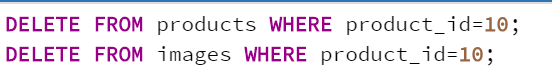 DELETE FROM products WHERE product_id=10;
DELETE FROM images WHERE product_id=10;